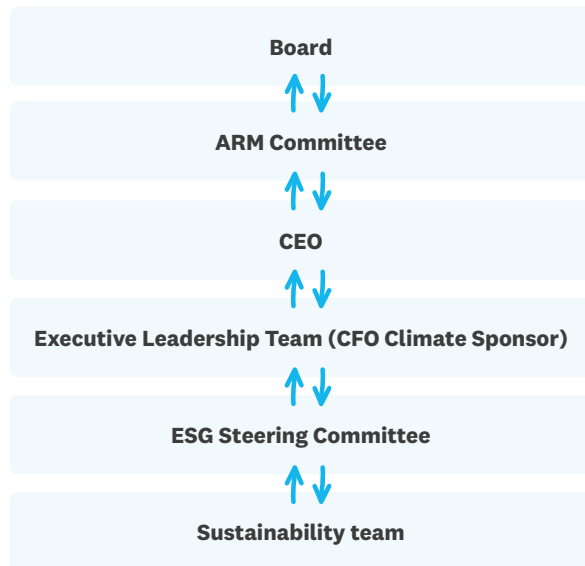 Board
ARM Committee
CEO
Executive Leadership Team (CFO Climate Sponsor)
ESG Steering Committee
Sustainability team